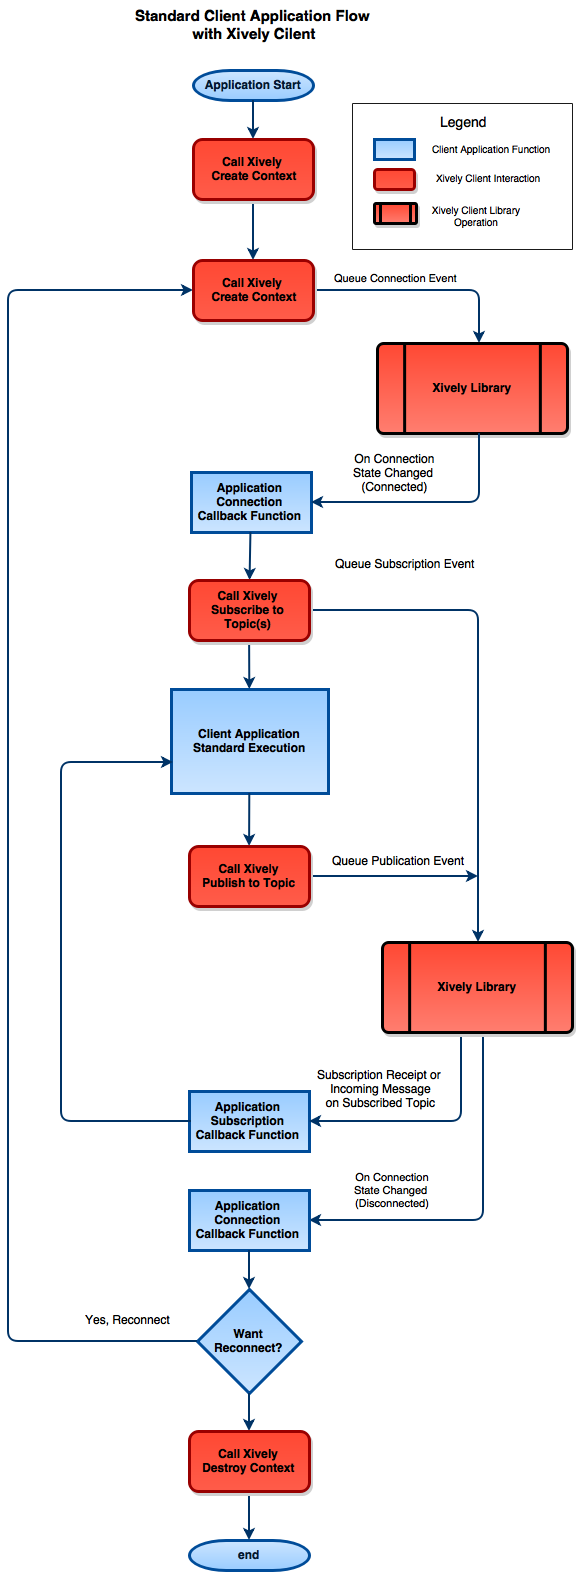 Standard Client Application Flow
with Xively Cilent
Application Start
Legend
Client Application Function
Xively Client Interaction
Xively Client Library
Operation
Call Xively
Create Context
Call Xively
Create Context
Queue Connection Event
Xively Library
On Connection
State Changed
(Connected)
Application
Connection
Callback Function
Queue Subscription Event
Call Xively
Subscribe to
Topic(s)
Client Application
Standard Execution
Call Xively
Publish to Topic
Queue Publication Event
Xively Library
Subscription Receipt or
Incoming Message
on Subscribed Topic
Application
Subscription
Callback Function
On Connection
State Changed
(Disconnected)
Application
Connection
Callback Function
Yes, Reconnect
Want
Reconnect?
Call Xively
Destroy Context
end